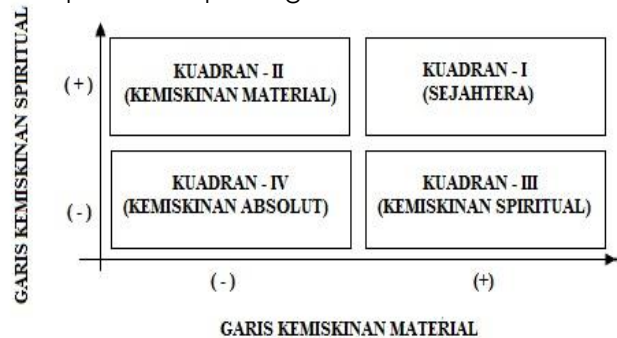 GARIS KEMISKINAN SPIRITUAL
(+)
KUADRAN - II
(KEMISKINAN MATERIAL)
KUADRAN - I
(SEJAHTERA)
(-)
KUADRAN - IV
(KEMISKINAN ABSOLUT)
KUADRAN - III
(KEMISKINAN SPIRITUAL)
(-)
(+)
GARIS KEMISKINAN MATERIAL